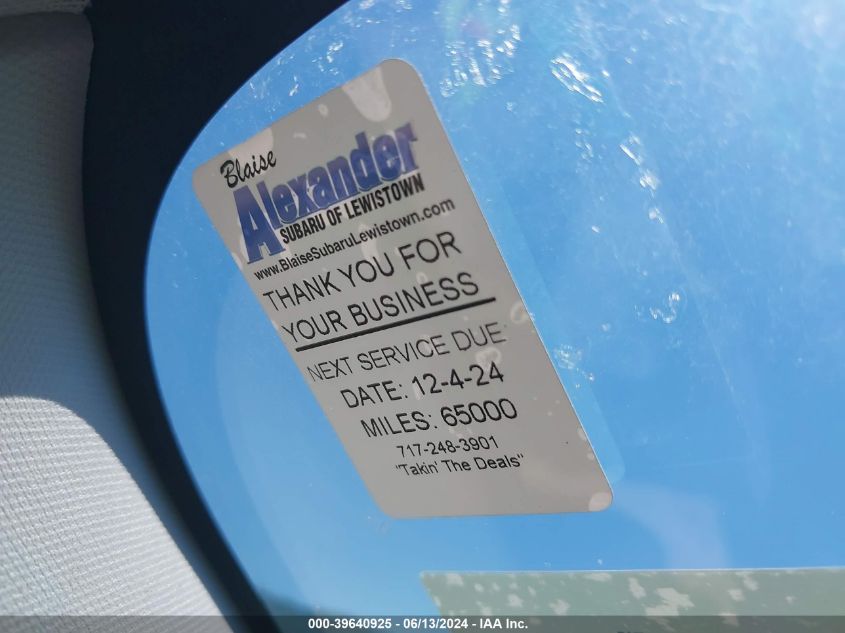 Blaise
Alexander
SUBARU OF LEWISTOWN
www.BlaiseSubaruLewistown.com
THANK YOU FOR
YOUR BUSINESS
NEXT SERVICE DUE
DATE: 12-4-24
MILES: 65000
717-248-3901
"Takin' The Deals"
000-39640925 - 06/13/2024 - IAA Inc.